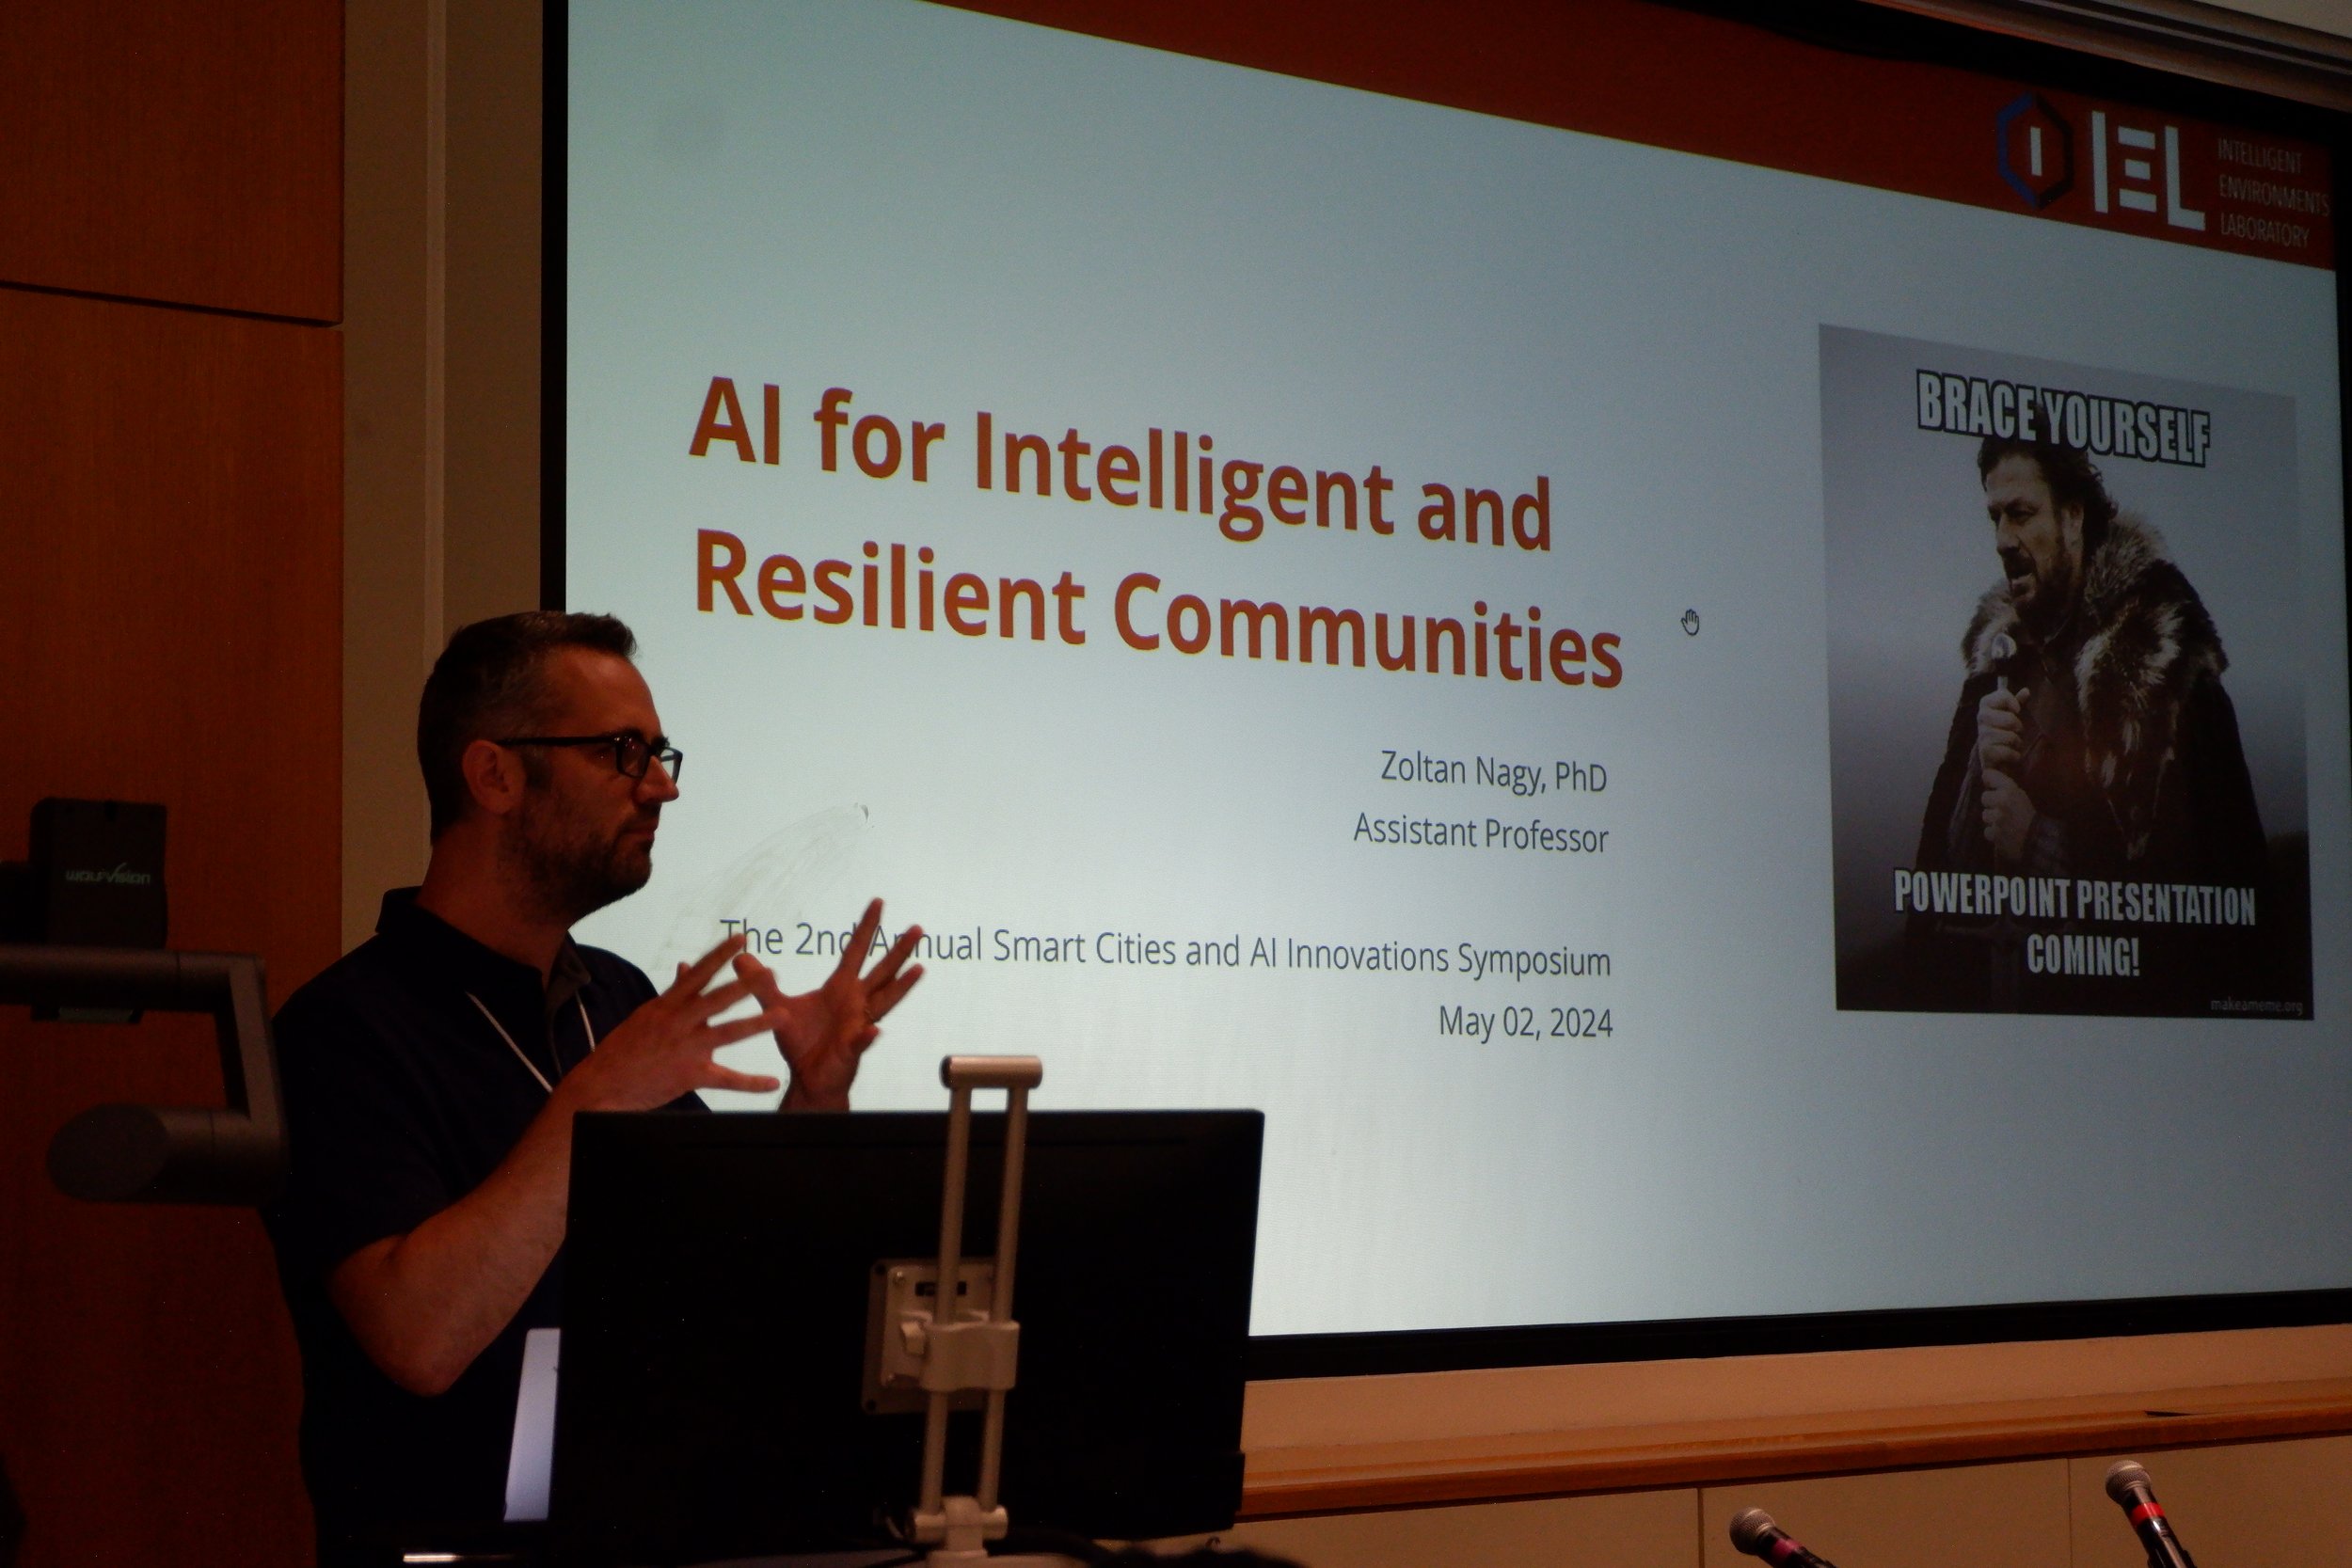 IEL
INTELLIGENT
ENVIRONMENTS
LABORATORY
AI for Intelligent and
Resilient Communities
Zoltan Nagy, PhD
Assistant Professor
The 2nd Annual Smart Cities and AI Innovations Symposium
May 02, 2024
BRACE YOURSELF
POWERPOINT PRESENTATION
COMING!
makeameme.org
WOLFVISION